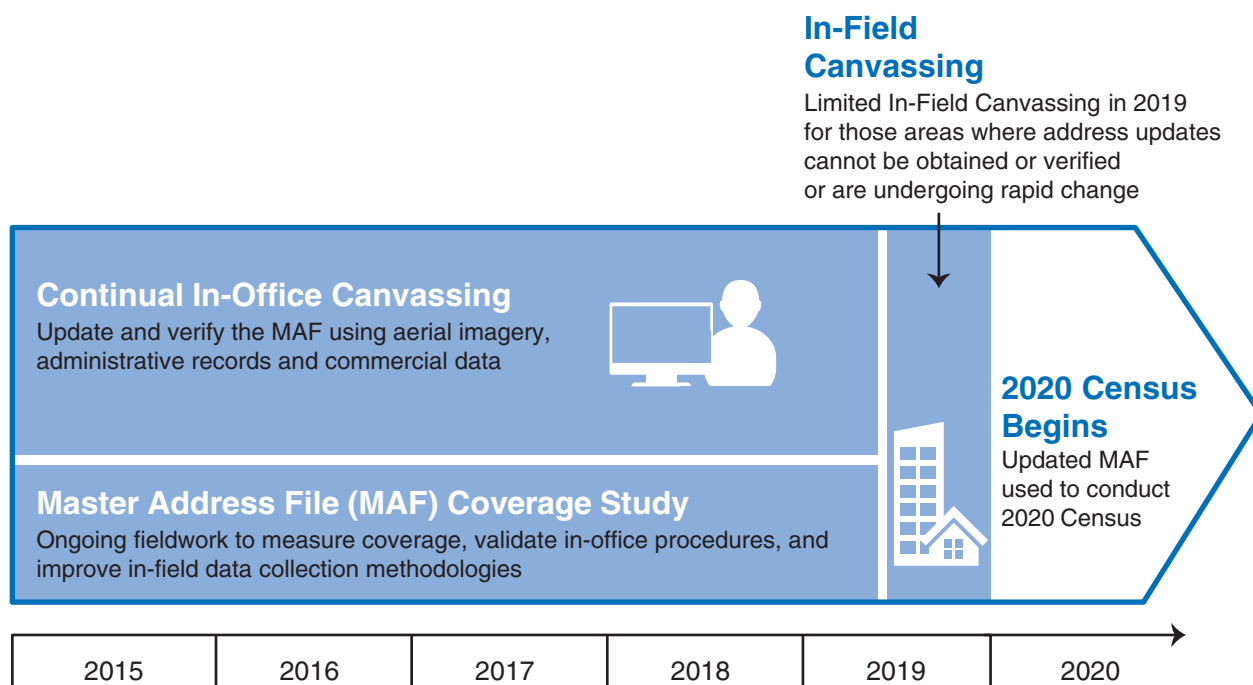 In-Field
Canvassing
Limited In-Field Canvassing in 2019
for those areas where address updates
cannot be obtained or verified
or are undergoing rapid change
Continual In-Office Canvassing
Update and verify the MAF using aerial imagery,
administrative records and commercial data
Master Address File (MAF) Coverage Study
Ongoing fieldwork to measure coverage, validate in-office procedures, and
improve in-field data collection methodologies
2020 Census
Begins
Updated MAF
used to conduct
2020 Census
2015 2016 2017 2018 2019 2020